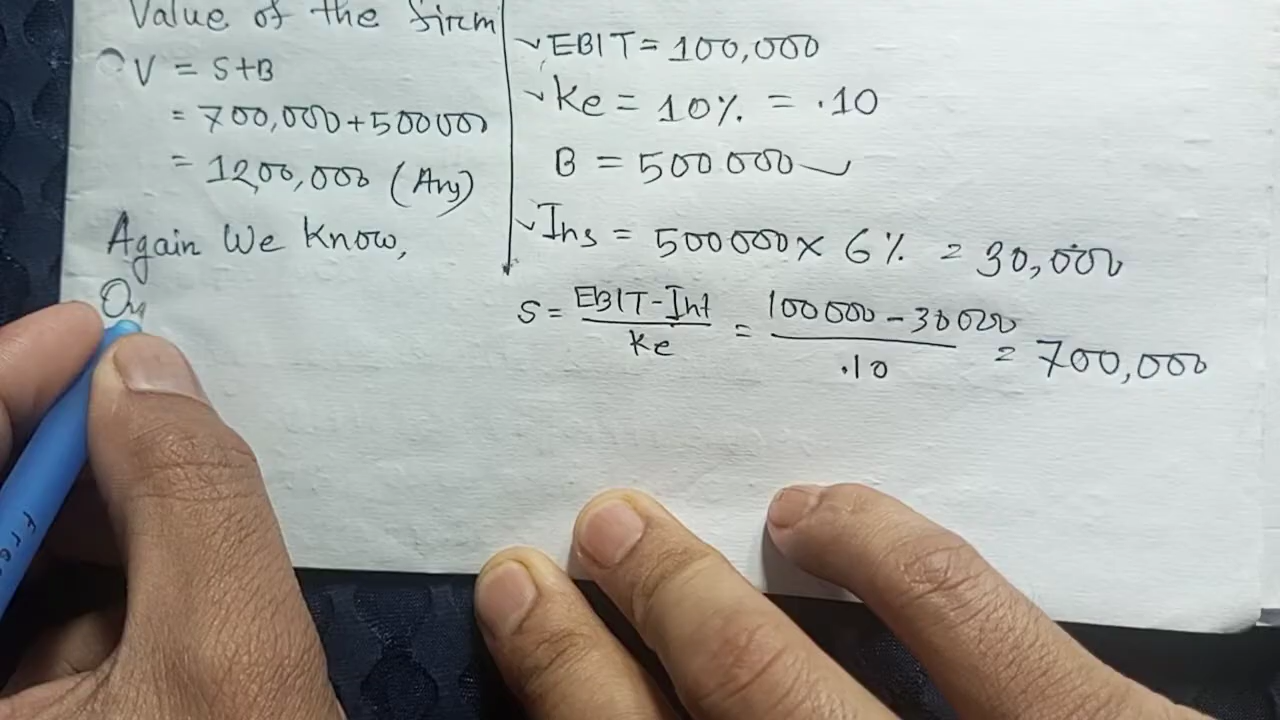 Value of the firm
V = S+B
= 700,000+500000
= 1200,000 (Ans)
Again We Know,
Ov
EBIT = 100,000
Ke = 10% = .10
B = 500000
Ins = 500000× 6% = 30,000
S = EBIT-Int / Ke = 100000 - 30000 / .10 = 700,000